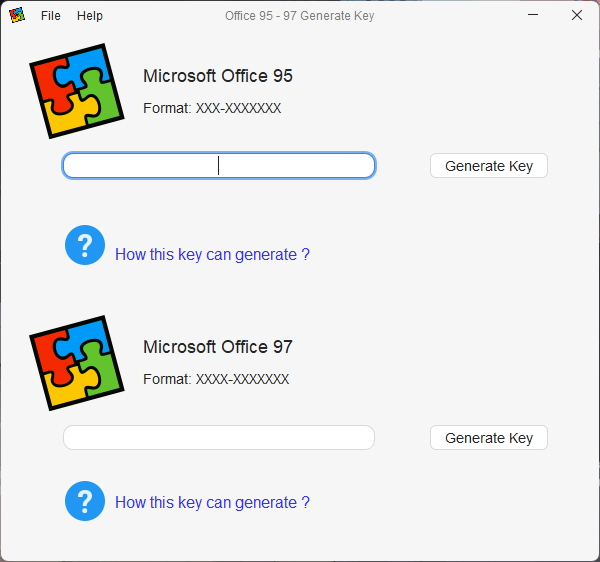 File Help Office 95 - 97 Generate Key
Microsoft Office 95
Format: XXX-XXXXXXX
Generate Key
? How this key can generate ?
Microsoft Office 97
Format: XXXX-XXXXXXX
Generate Key
? How this key can generate ?